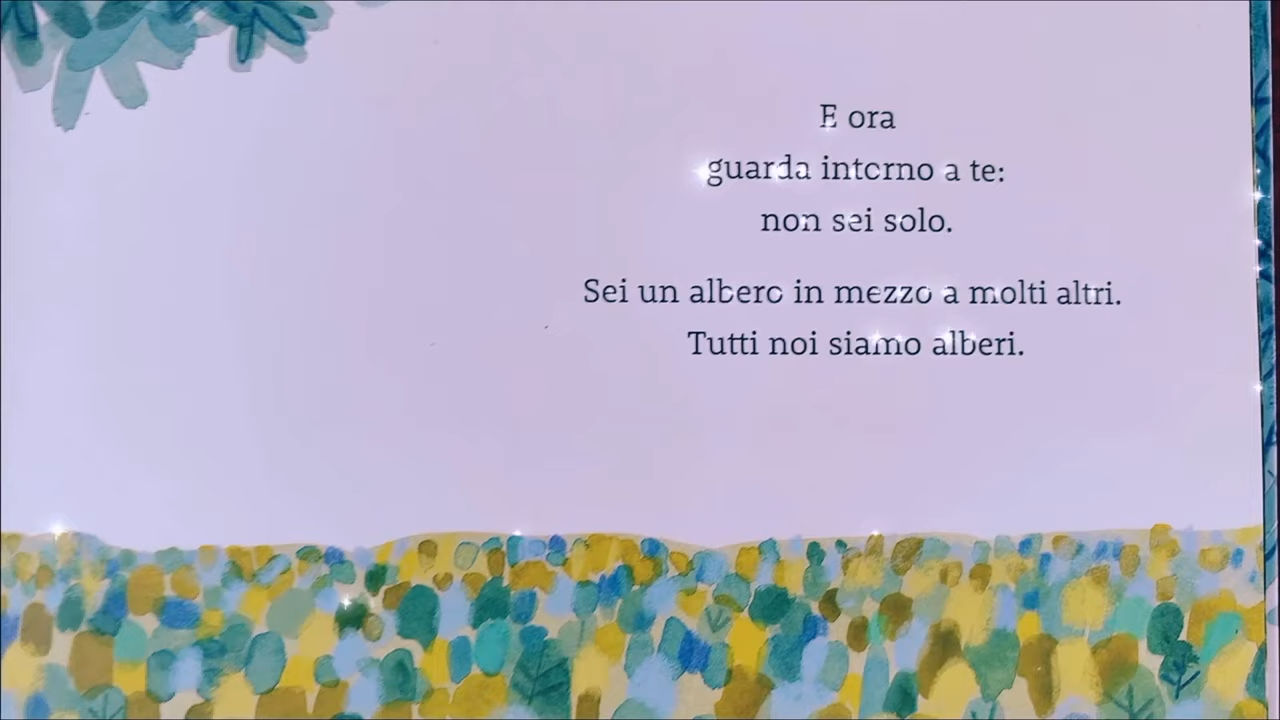 E ora
guarda intorno a te:
non sei solo.
Sei un albero in mezzo a molti altri.
Tutti noi siamo alberi.